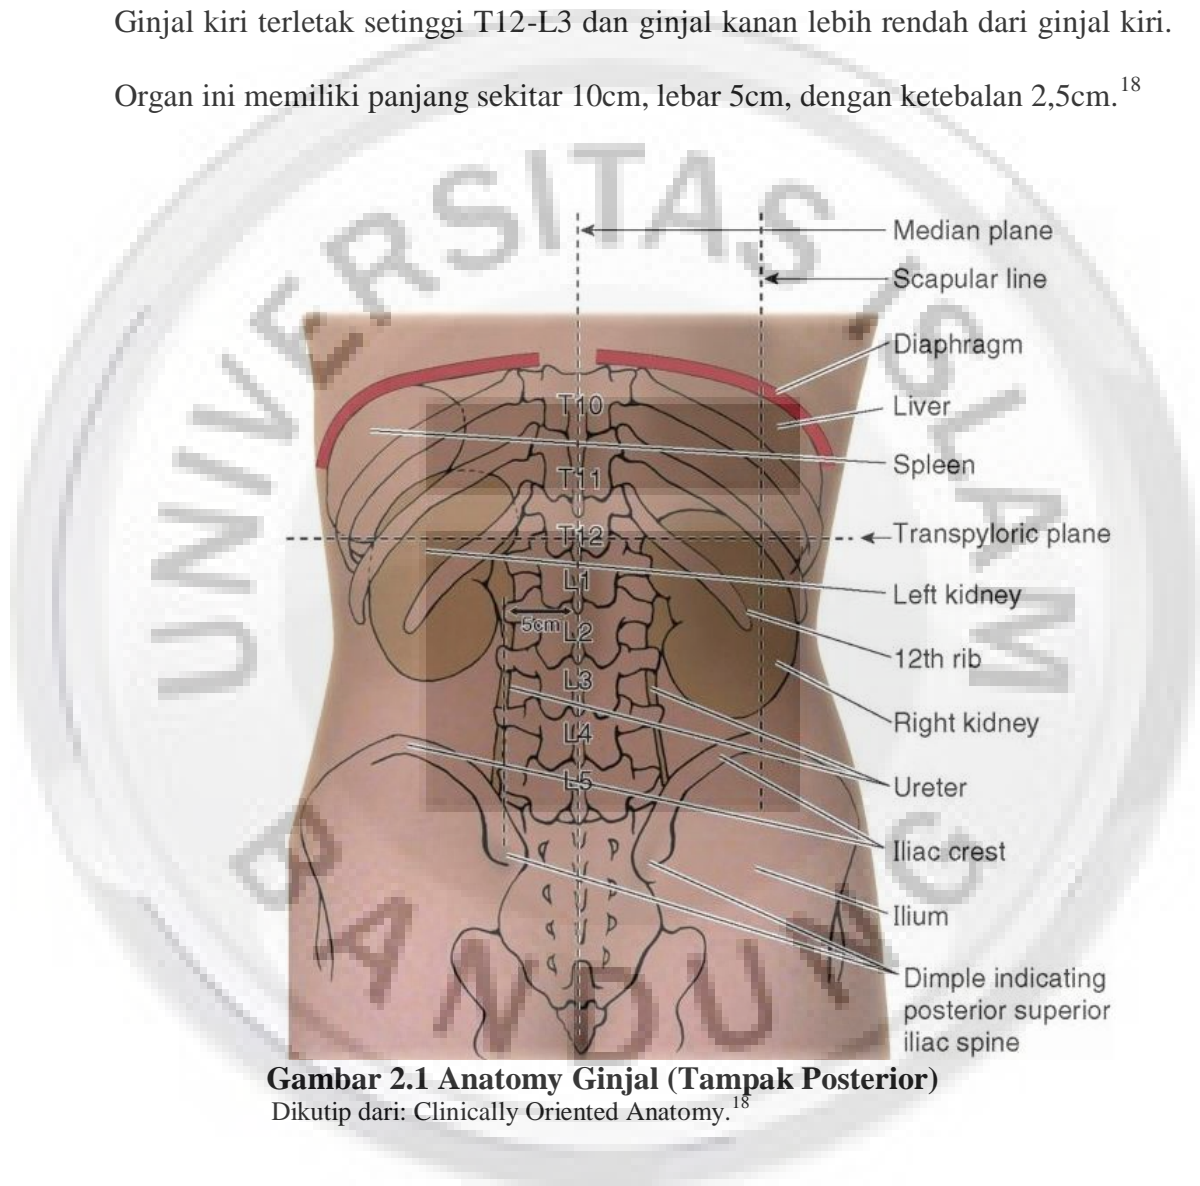 Ginjal kiri terletak setinggi T12-L3 dan ginjal kanan lebih rendah dari ginjal kiri.
Organ ini memiliki panjang sekitar 10cm, lebar 5cm, dengan ketebalan 2,5cm.18
UNIVERSITAS ISLAM
BANDUNG
Median plane
Scapular line
Diaphragm
T10
Liver
Spleen
T11
T12
Transpyloric plane
L1
Left kidney
5cm
L2
12th rib
L3
Right kidney
L4
L5
Ureter
Iliac crest
Ilium
Dimple indicating
posterior superior
iliac spine
Gambar 2.1 Anatomy Ginjal (Tampak Posterior)
Dikutip dari: Clinically Oriented Anatomy.18